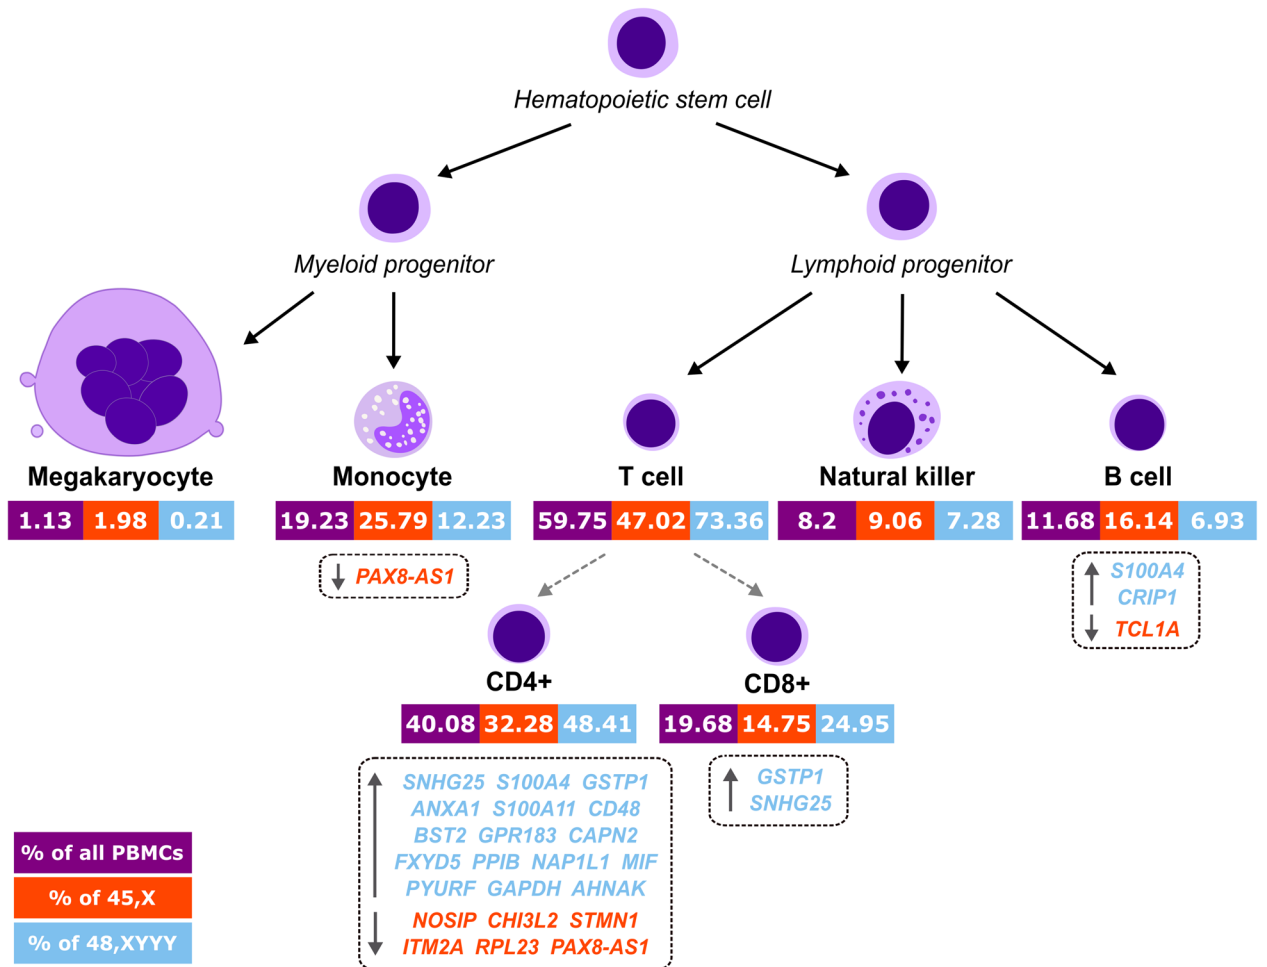 Hematopoietic stem cell
Myeloid progenitor
Lymphoid progenitor
Megakaryocyte
1.13 1.98 0.21
Monocyte
19.23 25.79 12.23
PAX8-AS1
T cell
59.75 47.02 73.36
Natural killer
8.2 9.06 7.28
B cell
11.68 16.14 6.93
S100A4
CRIP1
TCL1A
CD4+
40.08 32.28 48.41
SNHG25 S100A4 GSTP1
ANXA1 S100A11 CD48
BST2 GPR183 CAPN2
FXYD5 PPIB NAP1L1 MIF
PYURF GAPDH AHNAK
NOSIP CHI3L2 STMN1
ITM2A RPL23 PAX8-AS1
CD8+
19.68 14.75 24.95
GSTP1
SNHG25
% of all PBMCs
% of 45,X
% of 48,XYYY